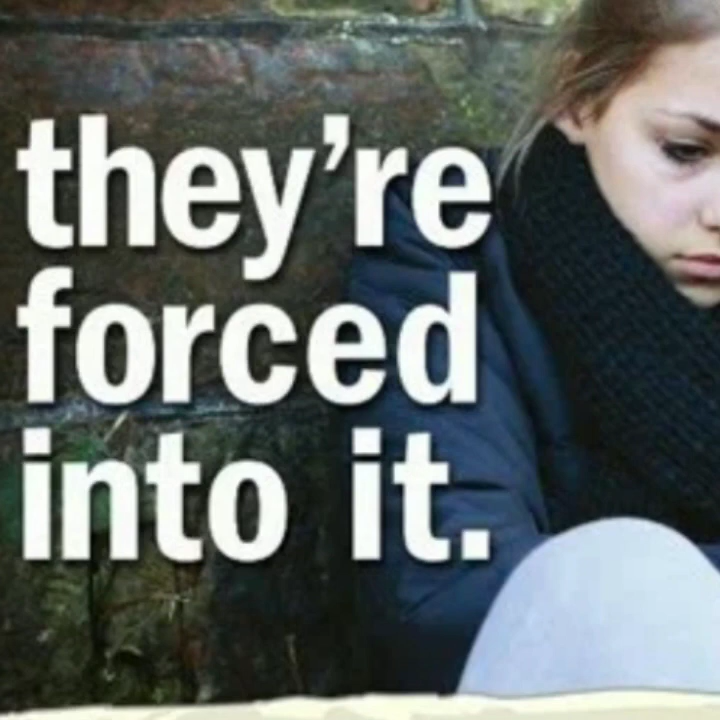 they’re
forced
into it.